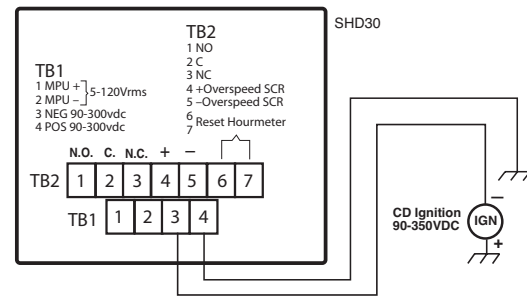 SHD30
TB2
1 NO
2 C
3 NC
4 +Overspeed SCR
5 –Overspeed SCR
6
7 Reset Hourmeter
TB1
1 MPU +
2 MPU –
5-120Vrms
3 NEG 90-300vdc
4 POS 90-300vdc
N.O. C. N.C. + –
TB2 1 2 3 4 5 6 7
TB1 1 2 3 4
CD Ignition
90-350VDC
–
IGN
+